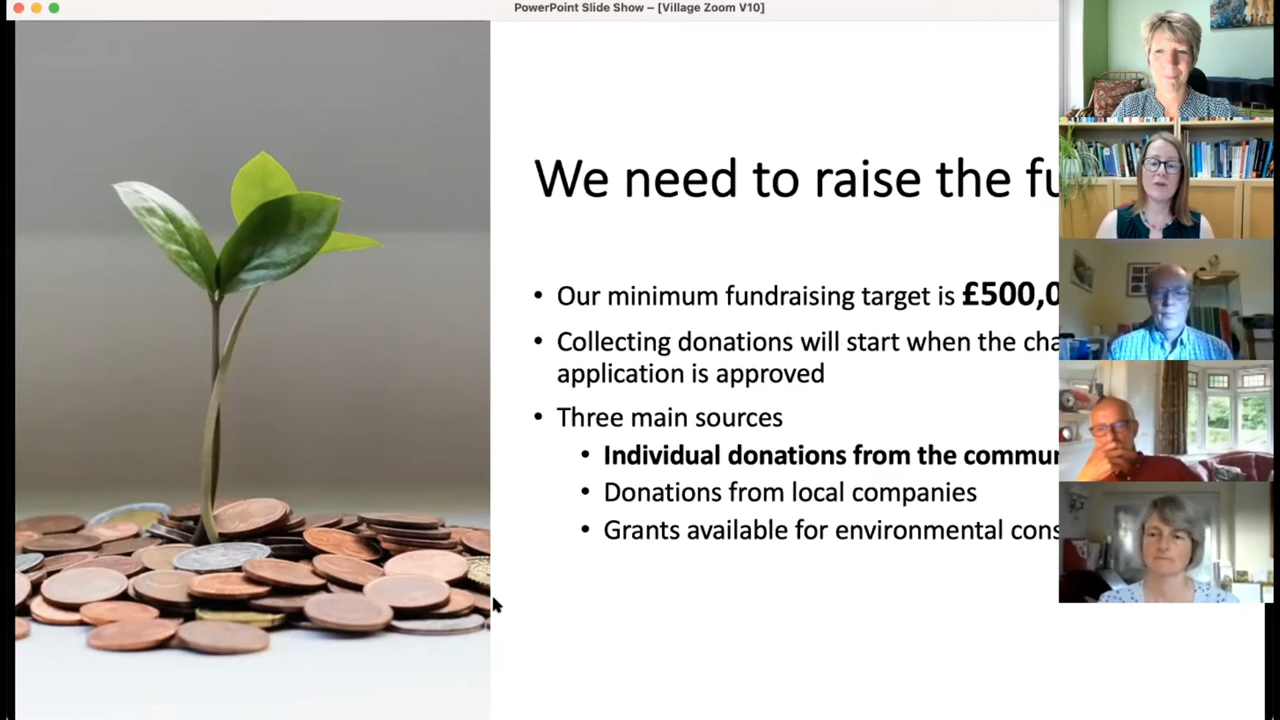 PowerPoint Slide Show – [Village Zoom V10]
We need to raise the fu
• Our minimum fundraising target is £500,0
• Collecting donations will start when the cha
application is approved
• Three main sources
• Individual donations from the commun
• Donations from local companies
• Grants available for environmental cons